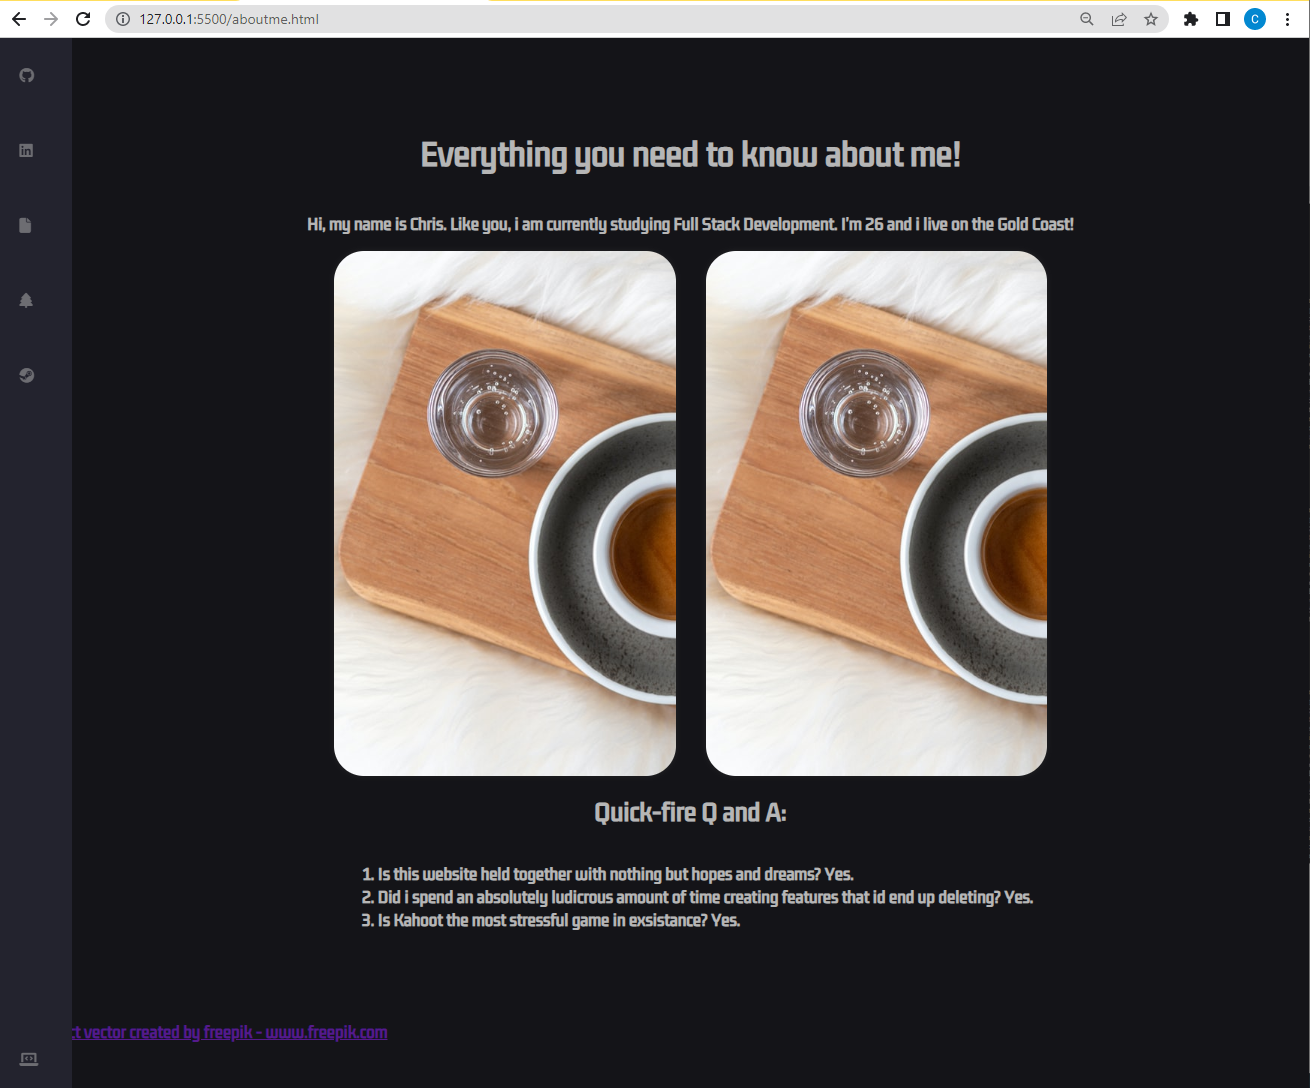 127.0.0.1:5500/aboutme.html
C
Everything you need to know about me!
Hi, my name is Chris. Like you, i am currently studying Full Stack Development. I'm 26 and i live on the Gold Coast!
Quick-fire Q and A:
1. Is this website held together with nothing but hopes and dreams? Yes.
2. Did i spend an absolutely ludicrous amount of time creating features that id end up deleting? Yes.
3. Is Kahoot the most stressful game in exsistance? Yes.
ct vector created by freepik - www.freepik.com